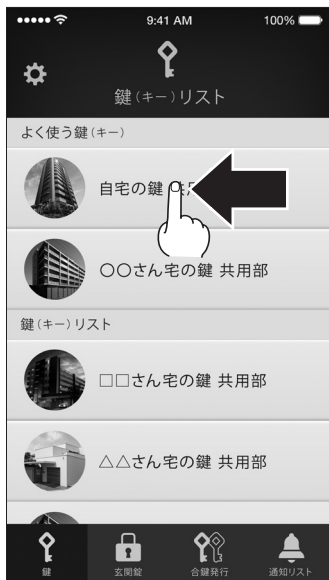 9:41 AM
100%
鍵(キー)リスト
よく使う鍵(キー)
自宅の鍵 共
〇〇さん宅の鍵 共用部
鍵(キー)リスト
□□さん宅の鍵 共用部
△△さん宅の鍵 共用部
鍵
玄関錠
合鍵発行
通知リスト